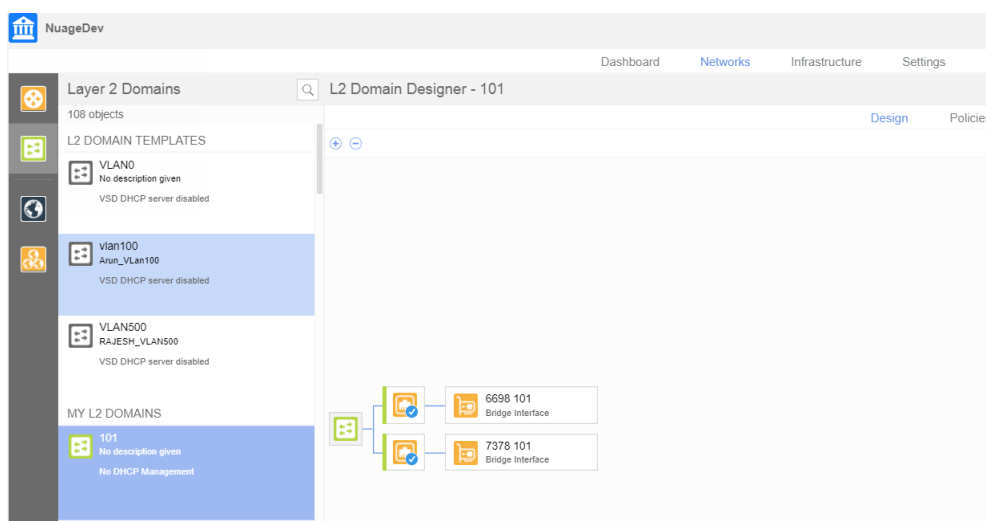 NuageDev
Dashboard Networks Infrastructure Settings
Layer 2 Domains
L2 Domain Designer - 101
108 objects
Design Policies
L2 DOMAIN TEMPLATES
VLAN0
No description given
VSD DHCP server disabled
vlan100
Arun_VLan100
VSD DHCP server disabled
VLAN500
RAJESH_VLAN500
VSD DHCP server disabled
MY L2 DOMAINS
101
No description given
No DHCP Management
6698 101
Bridge Interface
7378 101
Bridge Interface